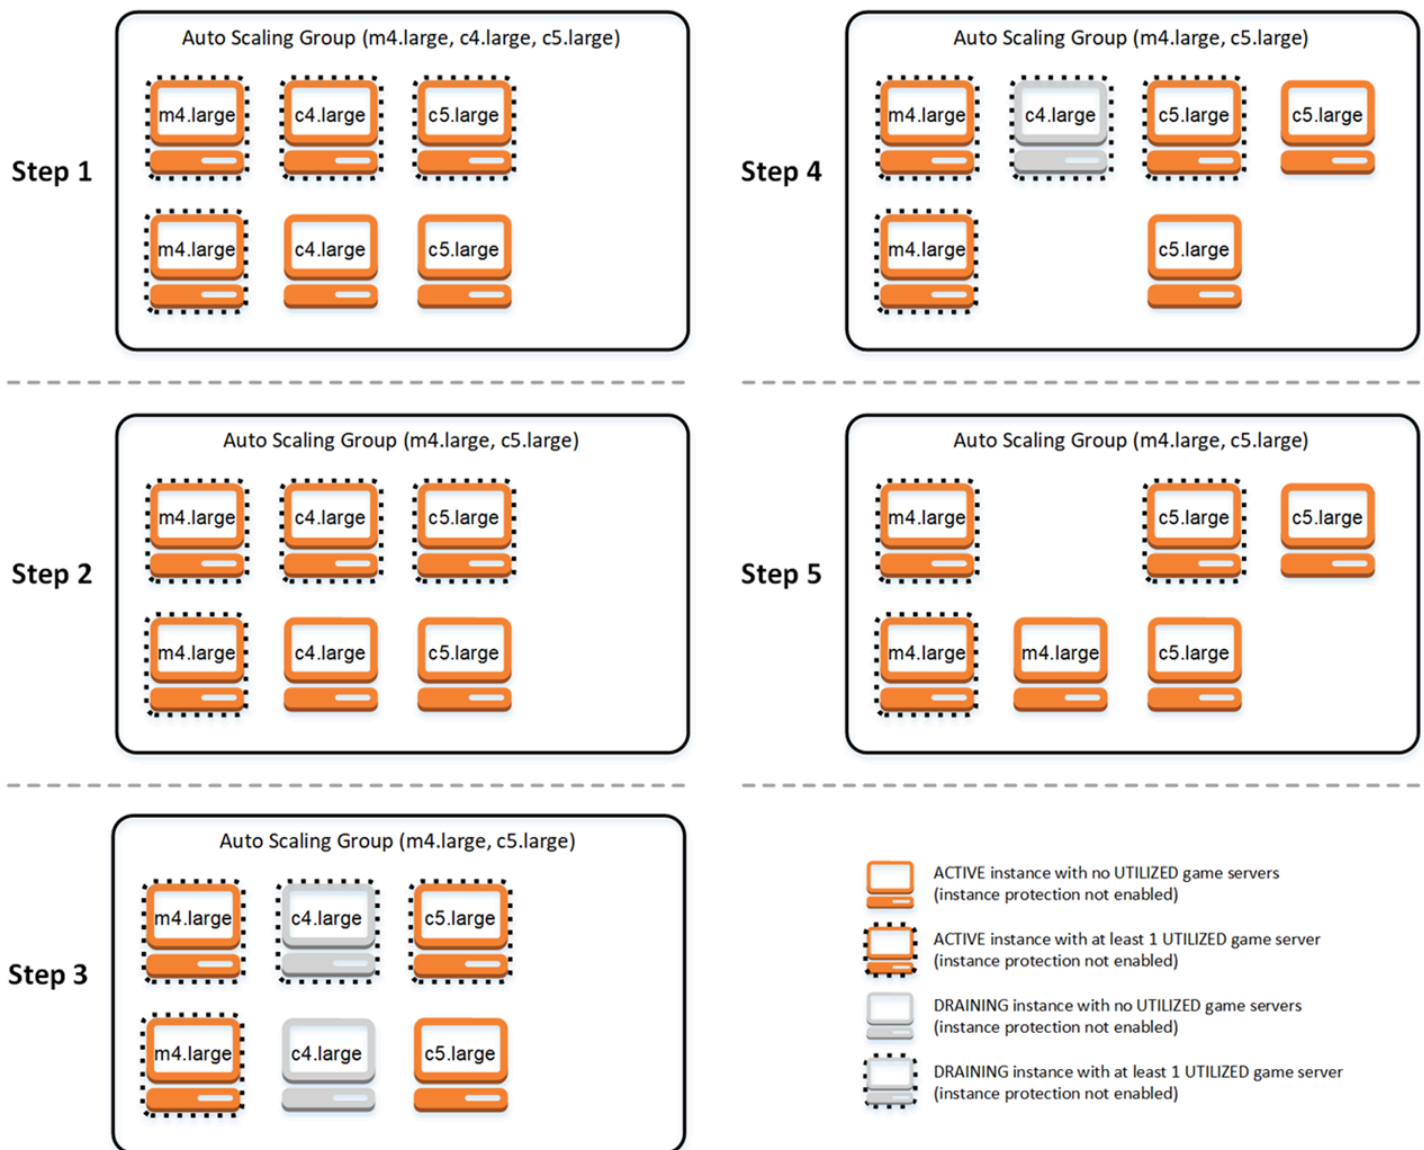 Step 1
Auto Scaling Group (m4.large, c4.large, c5.large)
m4.large c4.large c5.large
m4.large c4.large c5.large
Step 2
Auto Scaling Group (m4.large, c5.large)
m4.large c4.large c5.large
m4.large c4.large c5.large
Step 3
Auto Scaling Group (m4.large, c5.large)
m4.large c4.large c5.large
m4.large c4.large c5.large
Step 4
Auto Scaling Group (m4.large, c5.large)
m4.large c4.large c5.large c5.large
m4.large c5.large
Step 5
Auto Scaling Group (m4.large, c5.large)
m4.large c5.large c5.large
m4.large m4.large c5.large
ACTIVE instance with no UTILIZED game servers
(instance protection not enabled)
ACTIVE instance with at least 1 UTILIZED game server
(instance protection not enabled)
DRAINING instance with no UTILIZED game servers
(instance protection not enabled)
DRAINING instance with at least 1 UTILIZED game server
(instance protection not enabled)